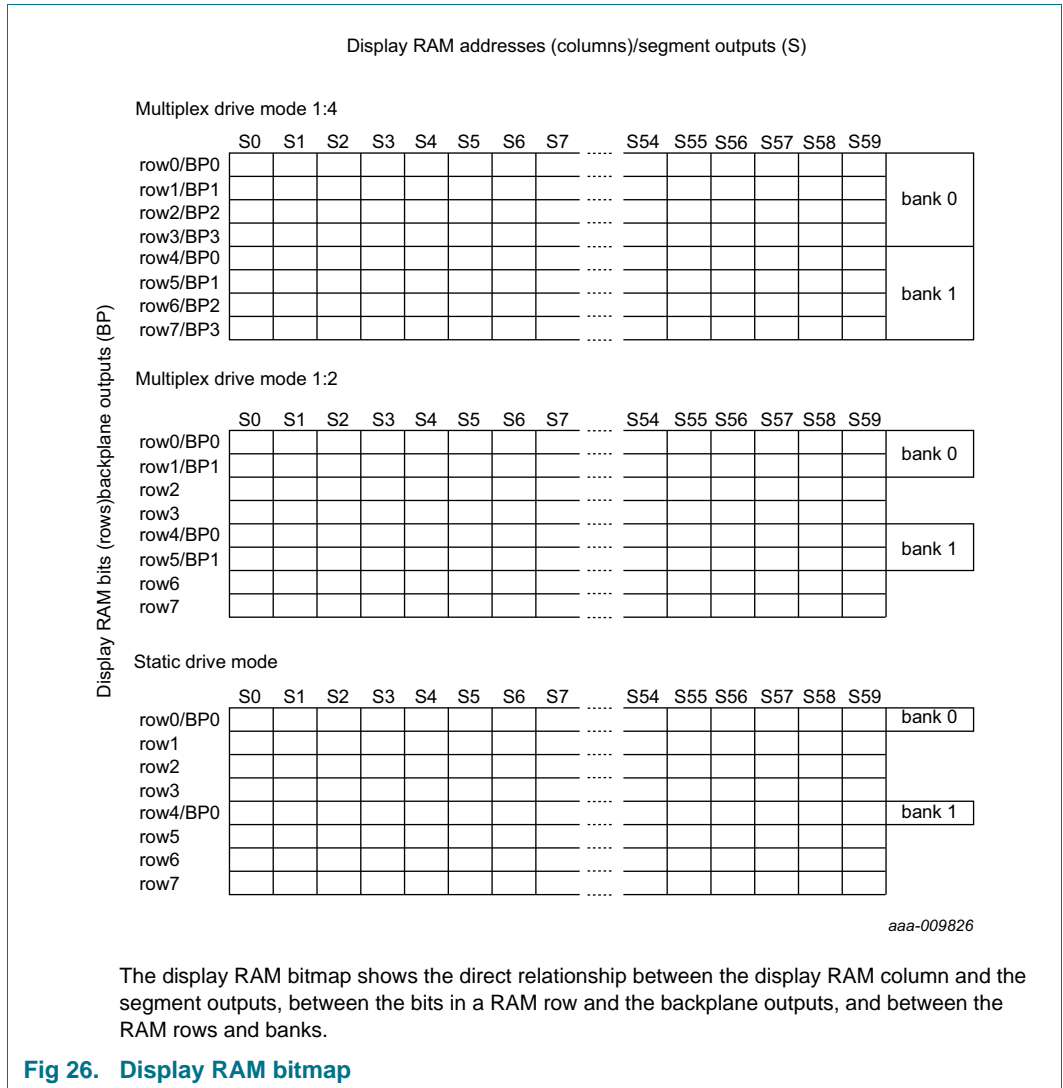 Display RAM addresses (columns)/segment outputs (S)
Display RAM bits (rows)backplane outputs (BP)
Multiplex drive mode 1:4
S0 S1 S2 S3 S4 S5 S6 S7 S54 S55 S56 S57 S58 S59
row0/BP0
row1/BP1
row2/BP2
row3/BP3
bank 0
row4/BP0
row5/BP1
row6/BP2
row7/BP3
bank 1
Multiplex drive mode 1:2
S0 S1 S2 S3 S4 S5 S6 S7 S54 S55 S56 S57 S58 S59
row0/BP0
row1/BP1
bank 0
row2
row3
row4/BP0
row5/BP1
bank 1
row6
row7
Static drive mode
S0 S1 S2 S3 S4 S5 S6 S7 S54 S55 S56 S57 S58 S59
row0/BP0 bank 0
row1
row2
row3
row4/BP0 bank 1
row5
row6
row7
aaa-009826
The display RAM bitmap shows the direct relationship between the display RAM column and the
segment outputs, between the bits in a RAM row and the backplane outputs, and between the
RAM rows and banks.
Fig 26. Display RAM bitmap